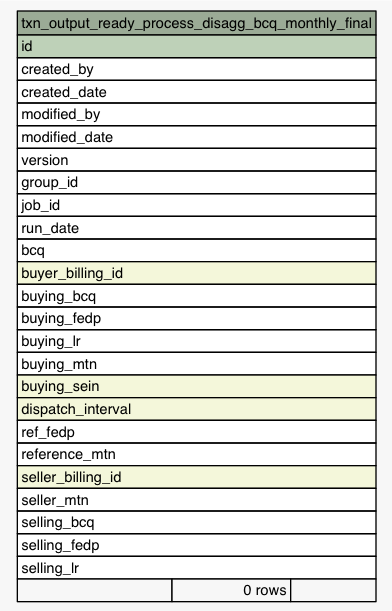 txn_output_ready_process_disagg_bcq_monthly_final
id
created_by
created_date
modified_by
modified_date
version
group_id
job_id
run_date
bcq
buyer_billing_id
buying_bcq
buying_fedp
buying_lr
buying_mtn
buying_sein
dispatch_interval
ref_fedp
reference_mtn
seller_billing_id
seller_mtn
selling_bcq
selling_fedp
selling_lr
0 rows